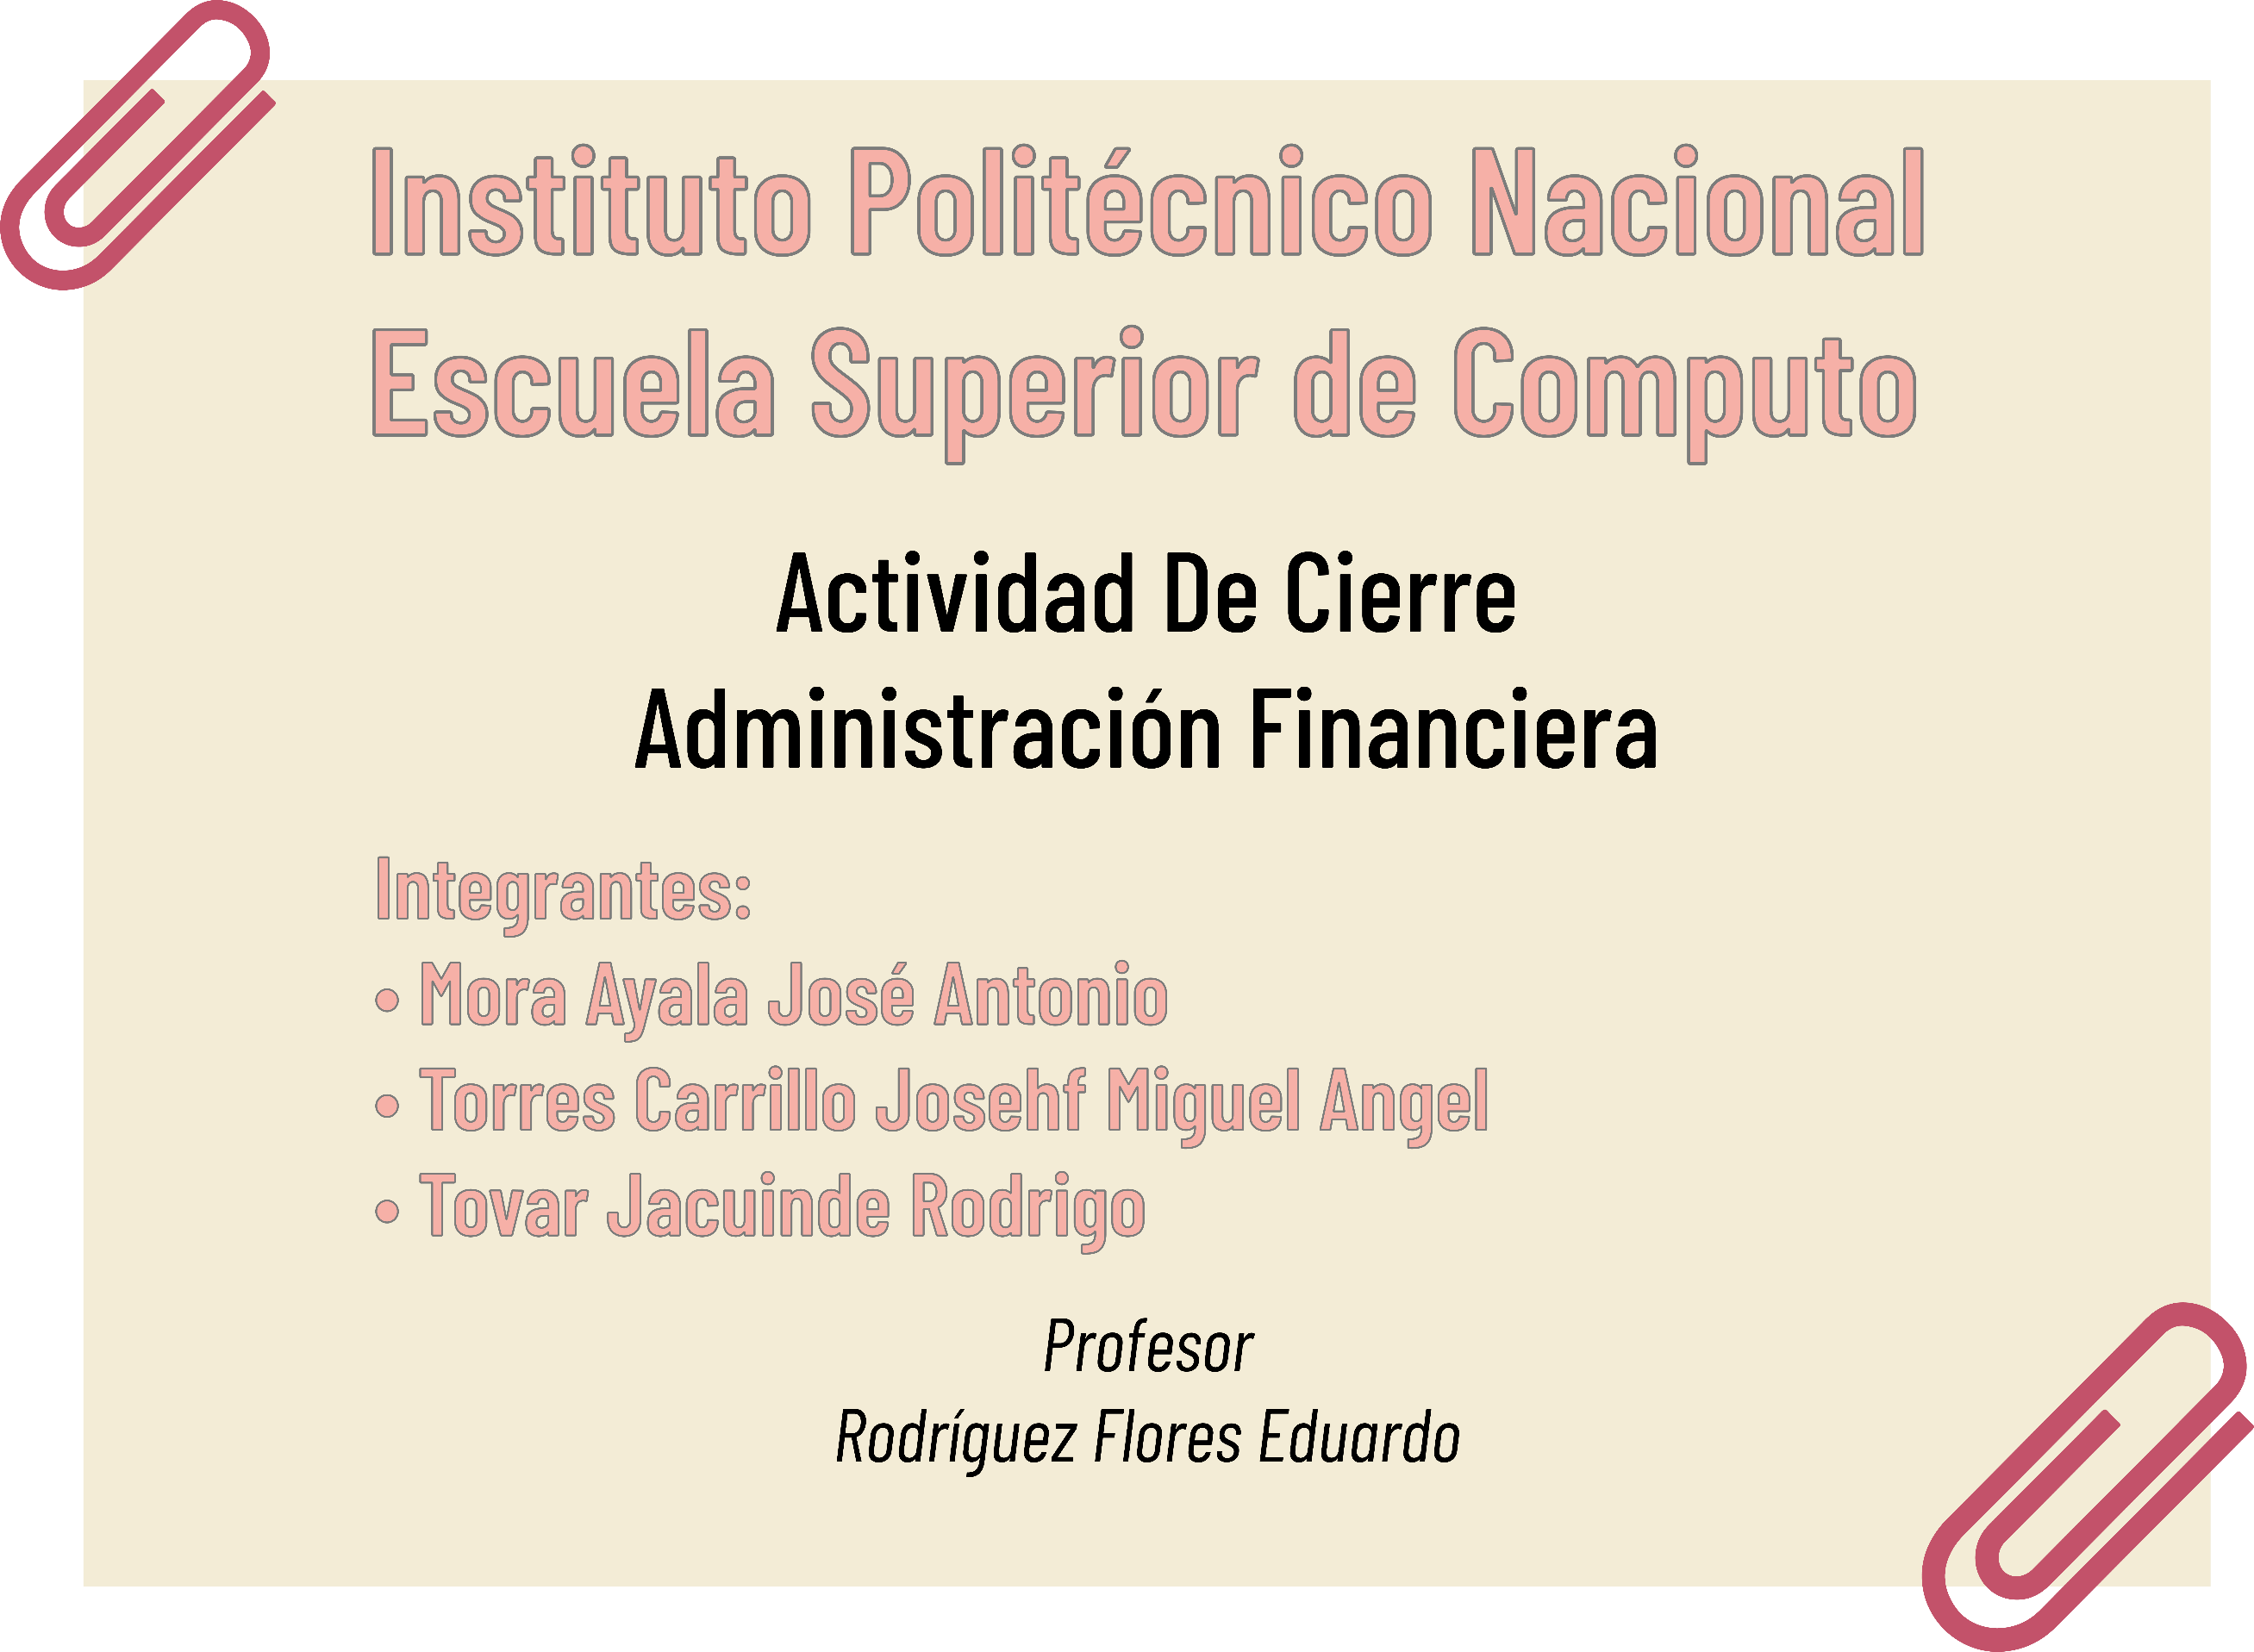 Instituto Politécnico Nacional
Escuela Superior de Computo
Actividad De Cierre
Administración Financiera
Integrantes:
• Mora Ayala José Antonio
• Torres Carrillo Josehf Miguel Angel
• Tovar Jacuinde Rodrigo
Profesor
Rodríguez Flores Eduardo